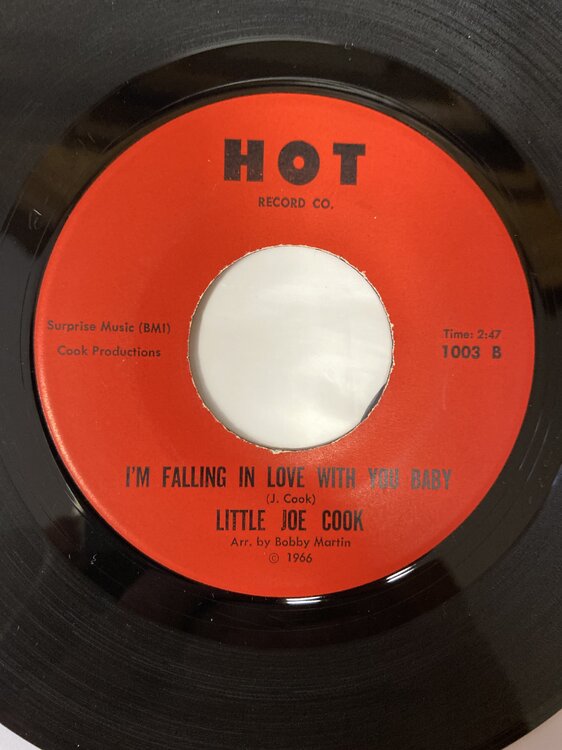 HOT
RECORD CO.
Surprise Music (BMI)
Cook Productions
Time: 2:47
1003 B
I'M FALLING IN LOVE WITH YOU BABY
(J. Cook)
LITTLE JOE COOK
Arr. by Bobby Martin
© 1966